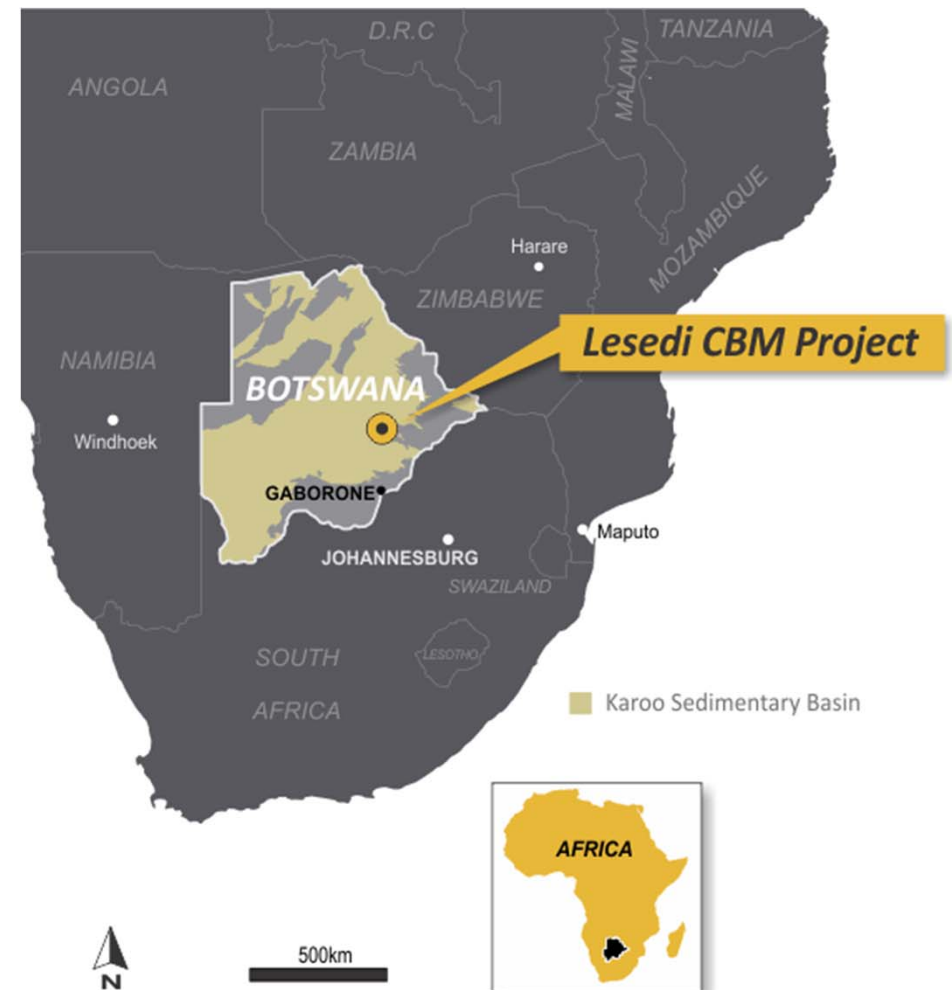 D.R.C
TANZANIA
ANGOLA
MALAWI
ZAMBIA
MOZAMBIQUE
Harare
ZIMBABWE
Lesedi CBM Project
NAMIBIA
BOTSWANA
Windhoek
GABORONE
Maputo
JOHANNESBURG
SWAZILAND
SOUTH
AFRICA
LESOTHO
Karoo Sedimentary Basin
AFRICA
500km
N